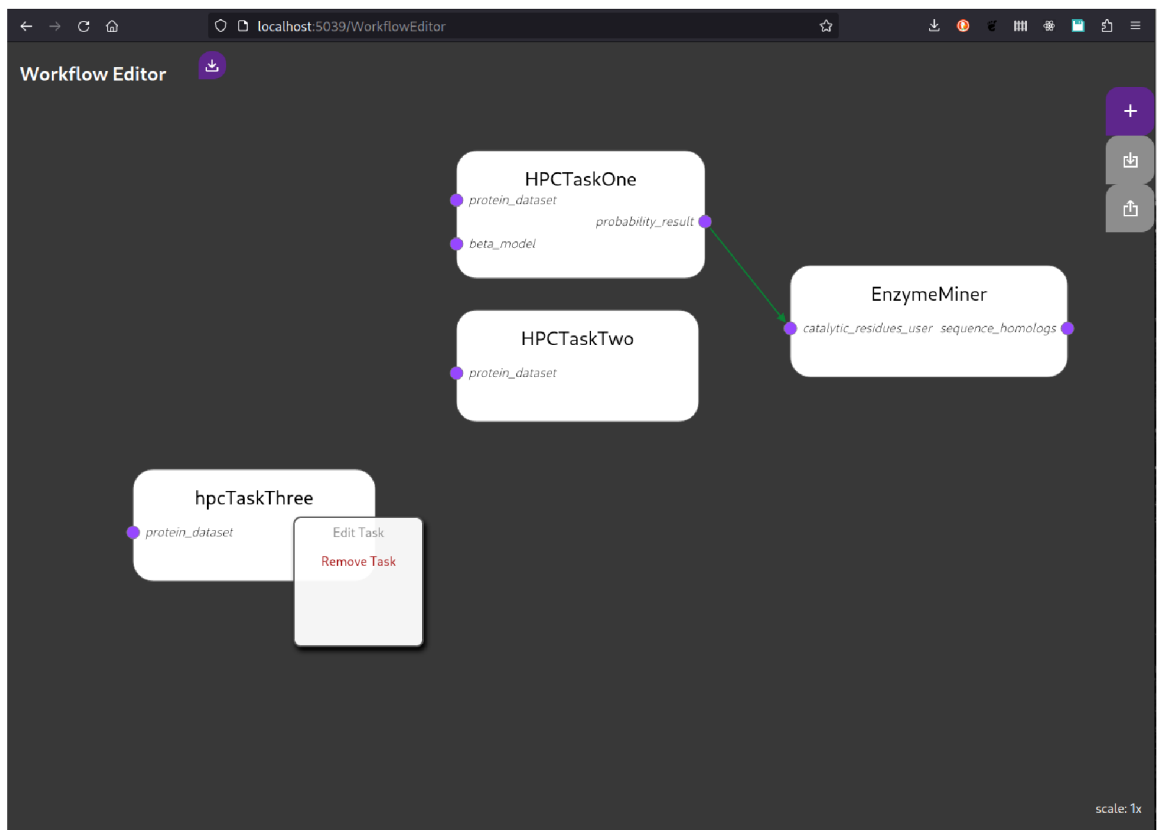 localhost:5039/WorkflowEditor
Workflow Editor
+
HPCTaskOne
protein_dataset
probability_result
beta_model
EnzymeMiner
catalytic_residues_user sequence_homologs
HPCTaskTwo
protein_dataset
hpcTaskThree
protein_dataset
Edit Task
Remove Task
scale: 1x